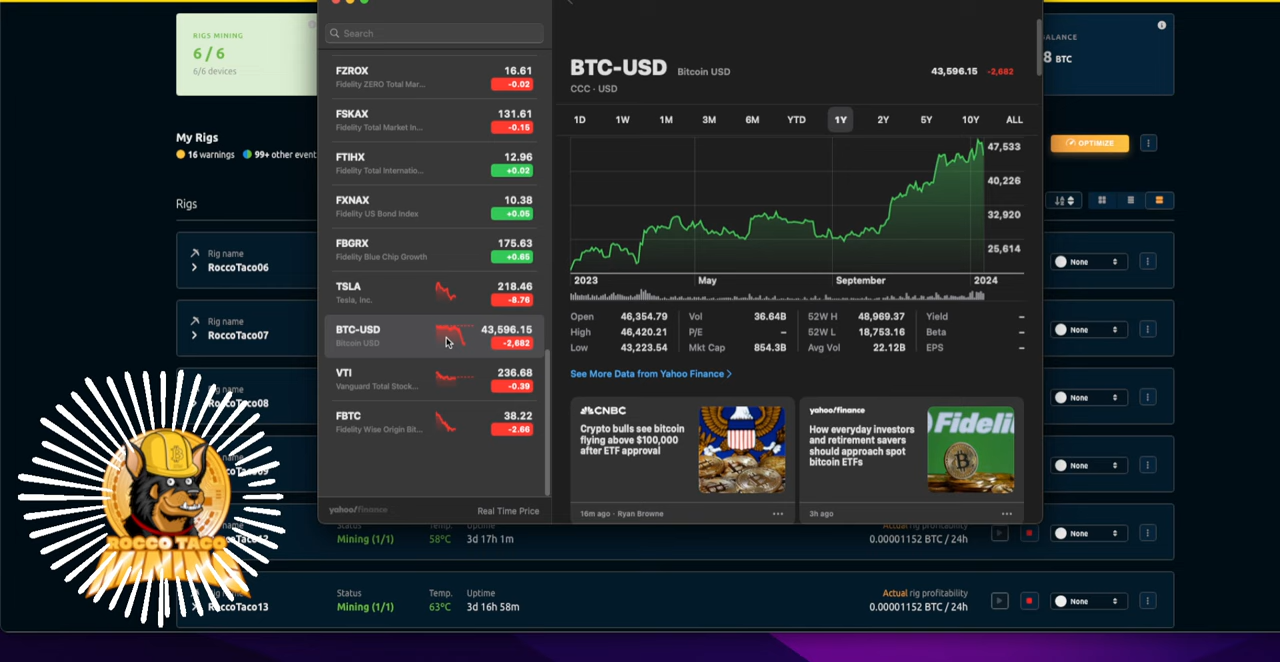 RIGS MINING
6 / 6
6/6 devices
My Rigs
16 warnings
99+ other event
Rigs
Rig name
RoccoTaco06
Rig name
RoccoTaco07
ROCCO TACO
MINING
RoccoTaco13
Search
FZROX 16.61
Fidelity ZERO Total Mar... -0.02
FSKAX 131.61
Fidelity Total Market In... -0.15
FTIHX 12.96
Fidelity Total Internatio... +0.02
FXNAX 10.38
Fidelity US Bond Index +0.05
FBGRX 175.63
Fidelity Blue Chip Growth +0.65
TSLA 218.46
Tesla, Inc. -8.76
BTC-USD 43,596.15
Bitcoin USD -2,682
VTI 236.68
Vanguard Total Stock... -0.39
FBTC 38.22
Fidelity Wise Origin Bit... -2.66
yahoo!finance Real Time Price
BTC-USD Bitcoin USD 43,596.15 -2,682
CCC · USD
1D 1W 1M 3M 6M YTD 1Y 2Y 5Y 10Y ALL
47,533
40,226
32,920
25,614
2023 May September 2024
Open 46,354.79 Vol 36.64B 52W H 48,969.37 Yield –
High 46,420.21 P/E – 52W L 18,753.16 Beta –
Low 43,223.54 Mkt Cap 854.3B Avg Vol 22.12B EPS –
See More Data from Yahoo Finance >
CNBC
Crypto bulls see bitcoin
flying above $100,000
after ETF approval
16m ago · Ryan Browne
yahoo!finance
How everyday investors
and retirement savers
should approach spot
bitcoin ETFs
Fideli
3h ago
ALANCE
8 BTC
OPTIMIZE
None
None
None
None
Status Temp. Uptime Actual rig profitability
Mining (1/1) 58°C 3d 17h 1m 0.00001152 BTC / 24h None
Status Temp. Uptime Actual rig profitability
Mining (1/1) 63°C 3d 16h 58m 0.00001152 BTC / 24h None